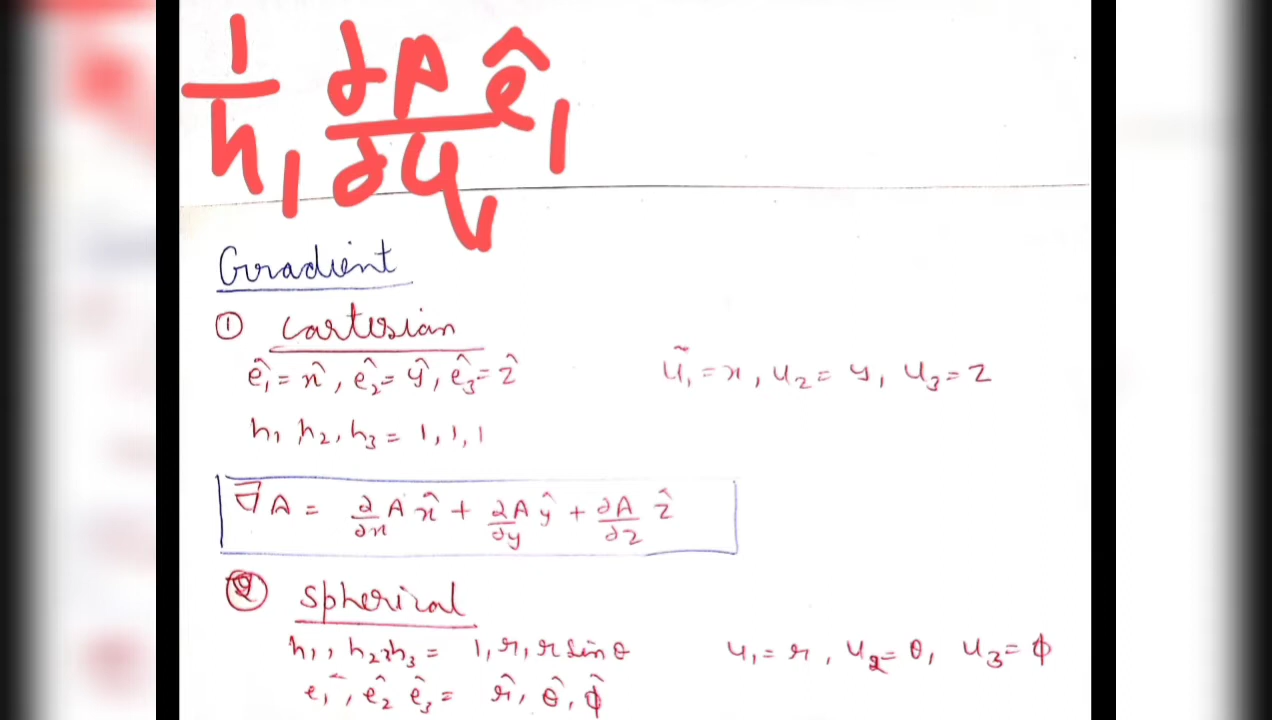 1/h₁ ∂A/∂u₁ ê₁
Gradient
① Cartesian
ê₁ = x̂, ê₂ = ŷ, ê₃ = ẑ u₁ = x, u₂ = y, u₃ = z
h₁ h₂, h₃ = 1, 1, 1
∇A = ∂/∂x A x̂ + ∂A/∂y ŷ + ∂A/∂z ẑ
② Spherical
h₁, h₂, h₃ = 1, r, r sin θ u₁ = r, u₂ = θ, u₃ = ϕ
e₁, ê₂ ê₃ = r̂, θ̂, ϕ̂